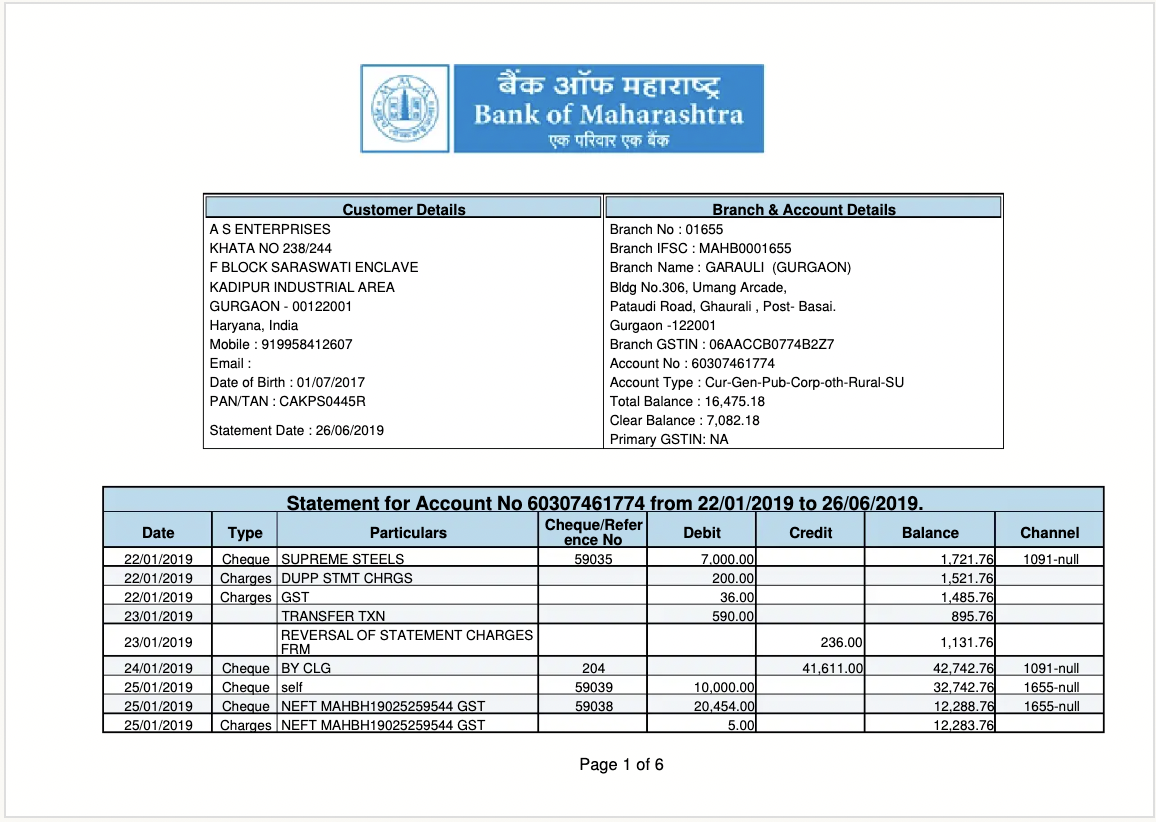 बैंक ऑफ महाराष्ट्र
Bank of Maharashtra
एक परिवार एक बैंक
Customer Details
A S ENTERPRISES
KHATA NO 238/244
F BLOCK SARASWATI ENCLAVE
KADIPUR INDUSTRIAL AREA
GURGAON - 00122001
Haryana, India
Mobile : 919958412607
Email :
Date of Birth : 01/07/2017
PAN/TAN : CAKPS0445R
Statement Date : 26/06/2019
Branch & Account Details
Branch No : 01655
Branch IFSC : MAHB0001655
Branch Name : GARAULI (GURGAON)
Bldg No.306, Umang Arcade,
Pataudi Road, Ghaurali , Post- Basai.
Gurgaon -122001
Branch GSTIN : 06AACCB0774B2Z7
Account No : 60307461774
Account Type : Cur-Gen-Pub-Corp-oth-Rural-SU
Total Balance : 16,475.18
Clear Balance : 7,082.18
Primary GSTIN: NA
Statement for Account No 60307461774 from 22/01/2019 to 26/06/2019.
Date Type Particulars Cheque/Refer ence No Debit Credit Balance Channel
22/01/2019 Cheque SUPREME STEELS 59035 7,000.00 1,721.76 1091-null
22/01/2019 Charges DUPP STMT CHRGS 200.00 1,521.76
22/01/2019 Charges GST 36.00 1,485.76
23/01/2019 TRANSFER TXN 590.00 895.76
23/01/2019 REVERSAL OF STATEMENT CHARGES FRM 236.00 1,131.76
24/01/2019 Cheque BY CLG 204 41,611.00 42,742.76 1091-null
25/01/2019 Cheque self 59039 10,000.00 32,742.76 1655-null
25/01/2019 Cheque NEFT MAHBH19025259544 GST 59038 20,454.00 12,288.76 1655-null
25/01/2019 Charges NEFT MAHBH19025259544 GST 5.00 12,283.76
Page 1 of 6